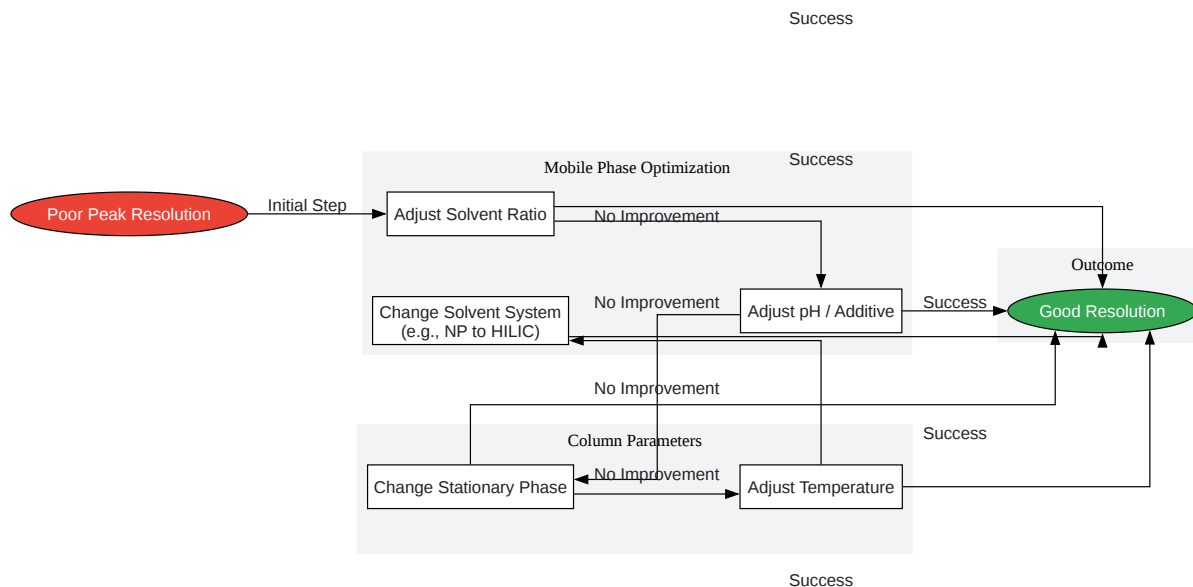 Success
Success
Mobile Phase Optimization
Poor Peak Resolution
Initial Step
Adjust Solvent Ratio
No Improvement
Outcome
Change Solvent System
(e.g., NP to HILIC)
No Improvement
Adjust pH / Additive
Success
Good Resolution
No Improvement
Success
Column Parameters
No Improvement
Change Stationary Phase
Adjust Temperature
Success